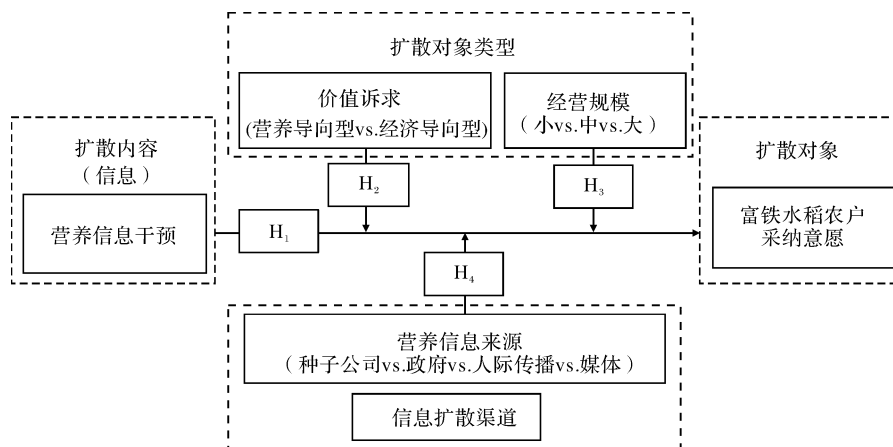 扩散对象类型
价值诉求
(营养导向型vs.经济导向型)
经营规模
（小vs.中vs.大）
扩散内容
（信息）
营养信息干预
扩散对象
富铁水稻农户
采纳意愿
H₂
H₃
H₁
H₄
营养信息来源
（种子公司vs.政府vs.人际传播vs.媒体）
信息扩散渠道